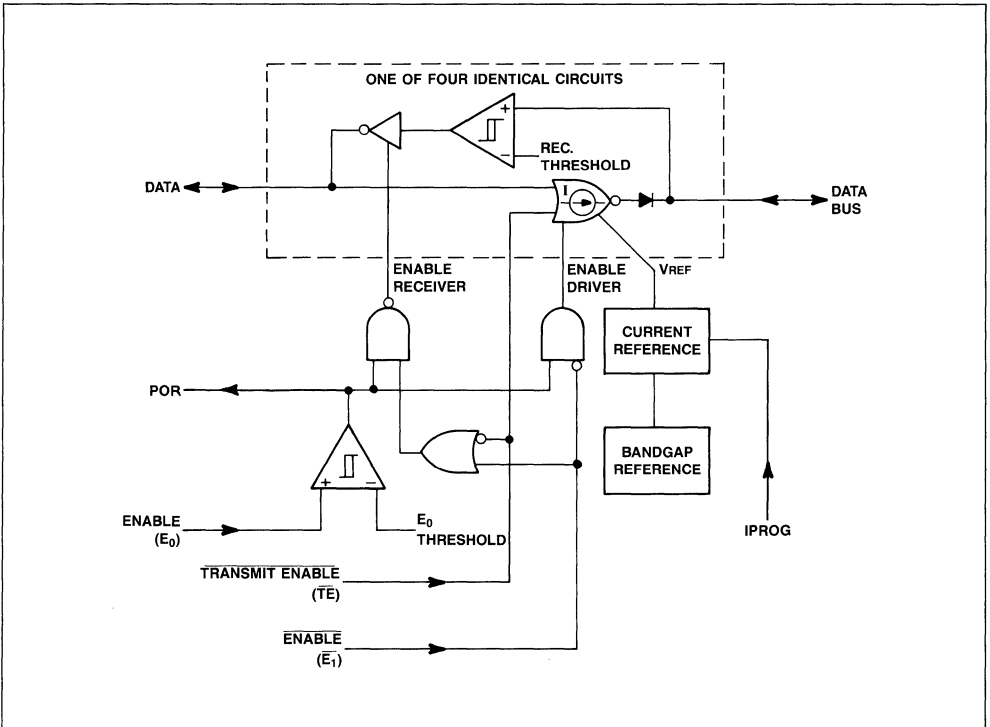 ONE OF FOUR IDENTICAL CIRCUITS
+
−
REC.
THRESHOLD
DATA
I
DATA
BUS
ENABLE
RECEIVER
ENABLE
DRIVER
VREF
CURRENT
REFERENCE
POR
BANDGAP
REFERENCE
+
−
ENABLE
(E0)
E0
THRESHOLD
IPROG
TRANSMIT ENABLE
(TE)
ENABLE
(E1)